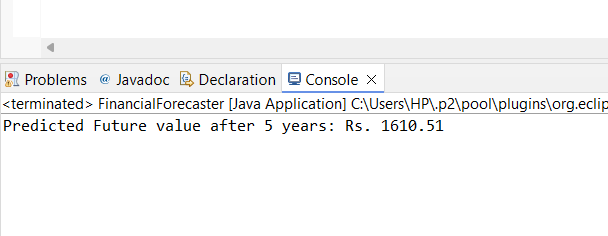 Problems @ Javadoc Declaration Console
<terminated> FinancialForecaster [Java Application] C:\Users\HP\.p2\pool\plugins\org.eclip
Predicted Future value after 5 years: Rs. 1610.51